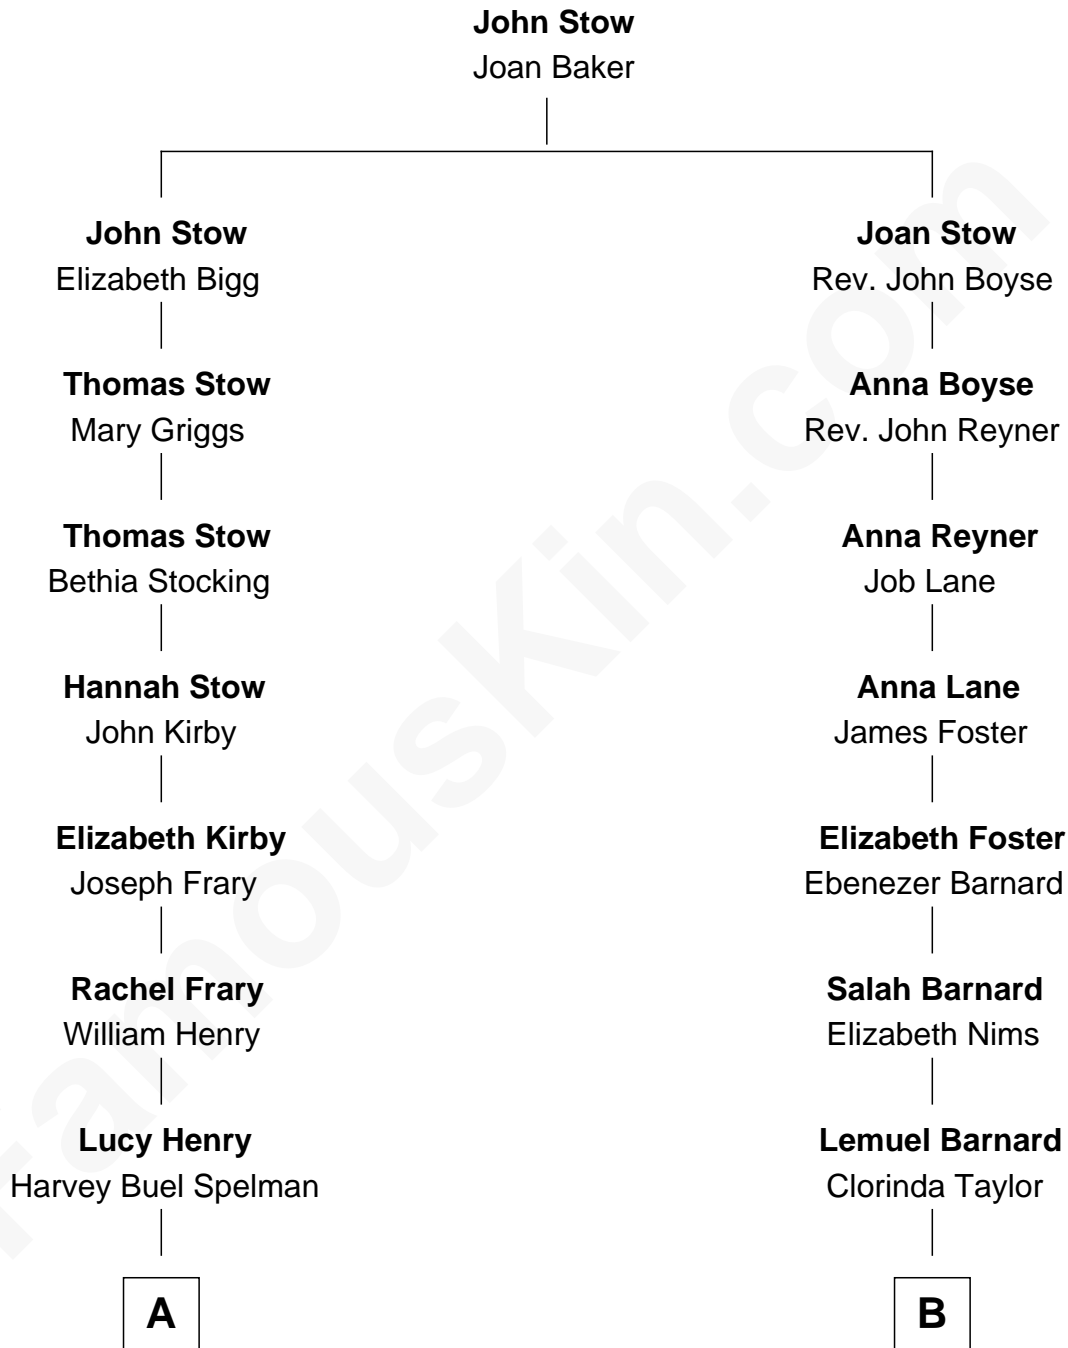 John Stow
Joan Baker
John Stow
Elizabeth Bigg
Thomas Stow
Mary Griggs
Thomas Stow
Bethia Stocking
Hannah Stow
John Kirby
Elizabeth Kirby
Joseph Frary
Rachel Frary
William Henry
Lucy Henry
Harvey Buel Spelman
A
Joan Stow
Rev. John Boyse
Anna Boyse
Rev. John Reyner
Anna Reyner
Job Lane
Anna Lane
James Foster
Elizabeth Foster
Ebenezer Barnard
Salah Barnard
Elizabeth Nims
Lemuel Barnard
Clorinda Taylor
B
FamousKin.com